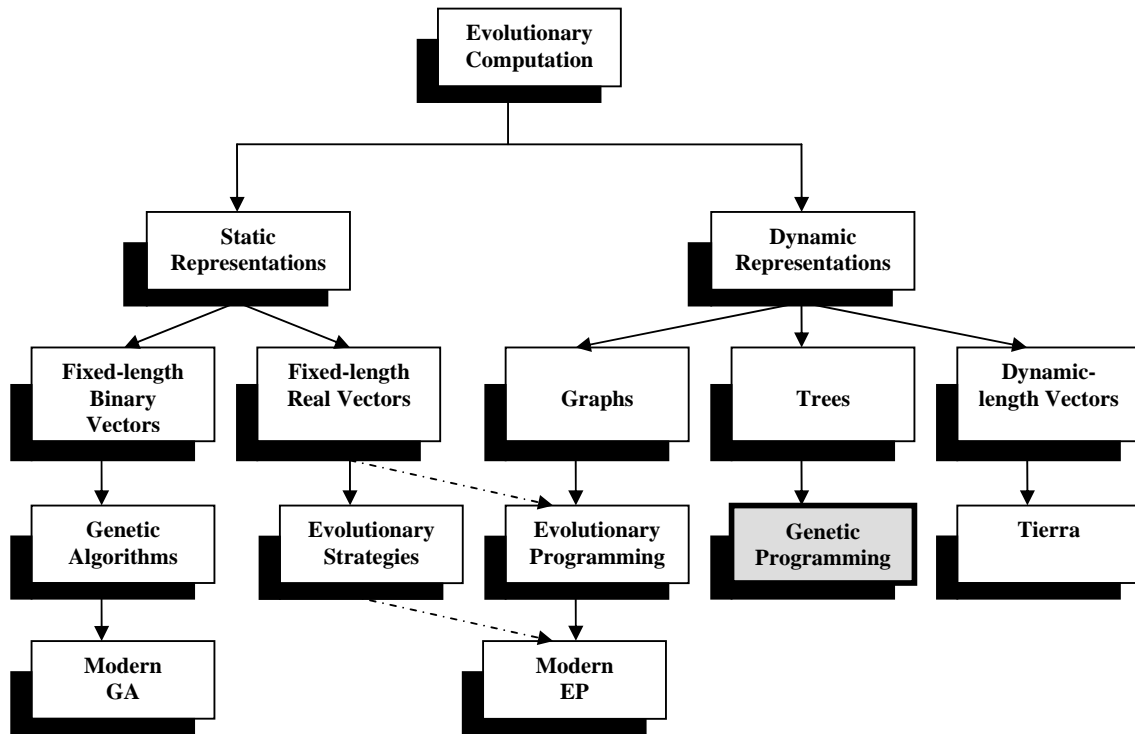 Evolutionary
Computation
Static
Representations
Dynamic
Representations
Fixed-length
Binary
Vectors
Fixed-length
Real Vectors
Graphs
Trees
Dynamic-
length Vectors
Genetic
Algorithms
Evolutionary
Strategies
Evolutionary
Programming
Genetic
Programming
Tierra
Modern
GA
Modern
EP